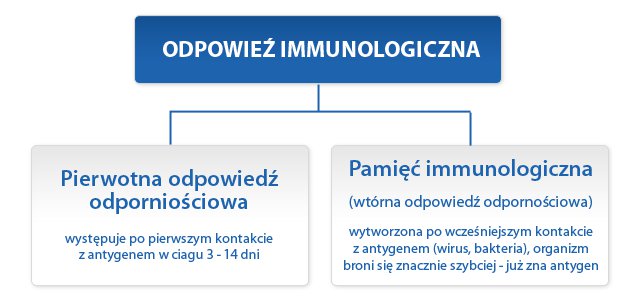 ODPOWIEŹ IMMUNOLOGICZNA
Pierwotna odpowiedź
odporniościowa
występuje po pierwszym kontakcie
z antygenem w ciagu 3 - 14 dni
Pamięć immunologiczna
(wtórna odpowiedź odpornościowa)
wytworzona po wcześniejszym kontakcie
z antygenem (wirus, bakteria), organizm
broni się znacznie szybciej - już zna antygen